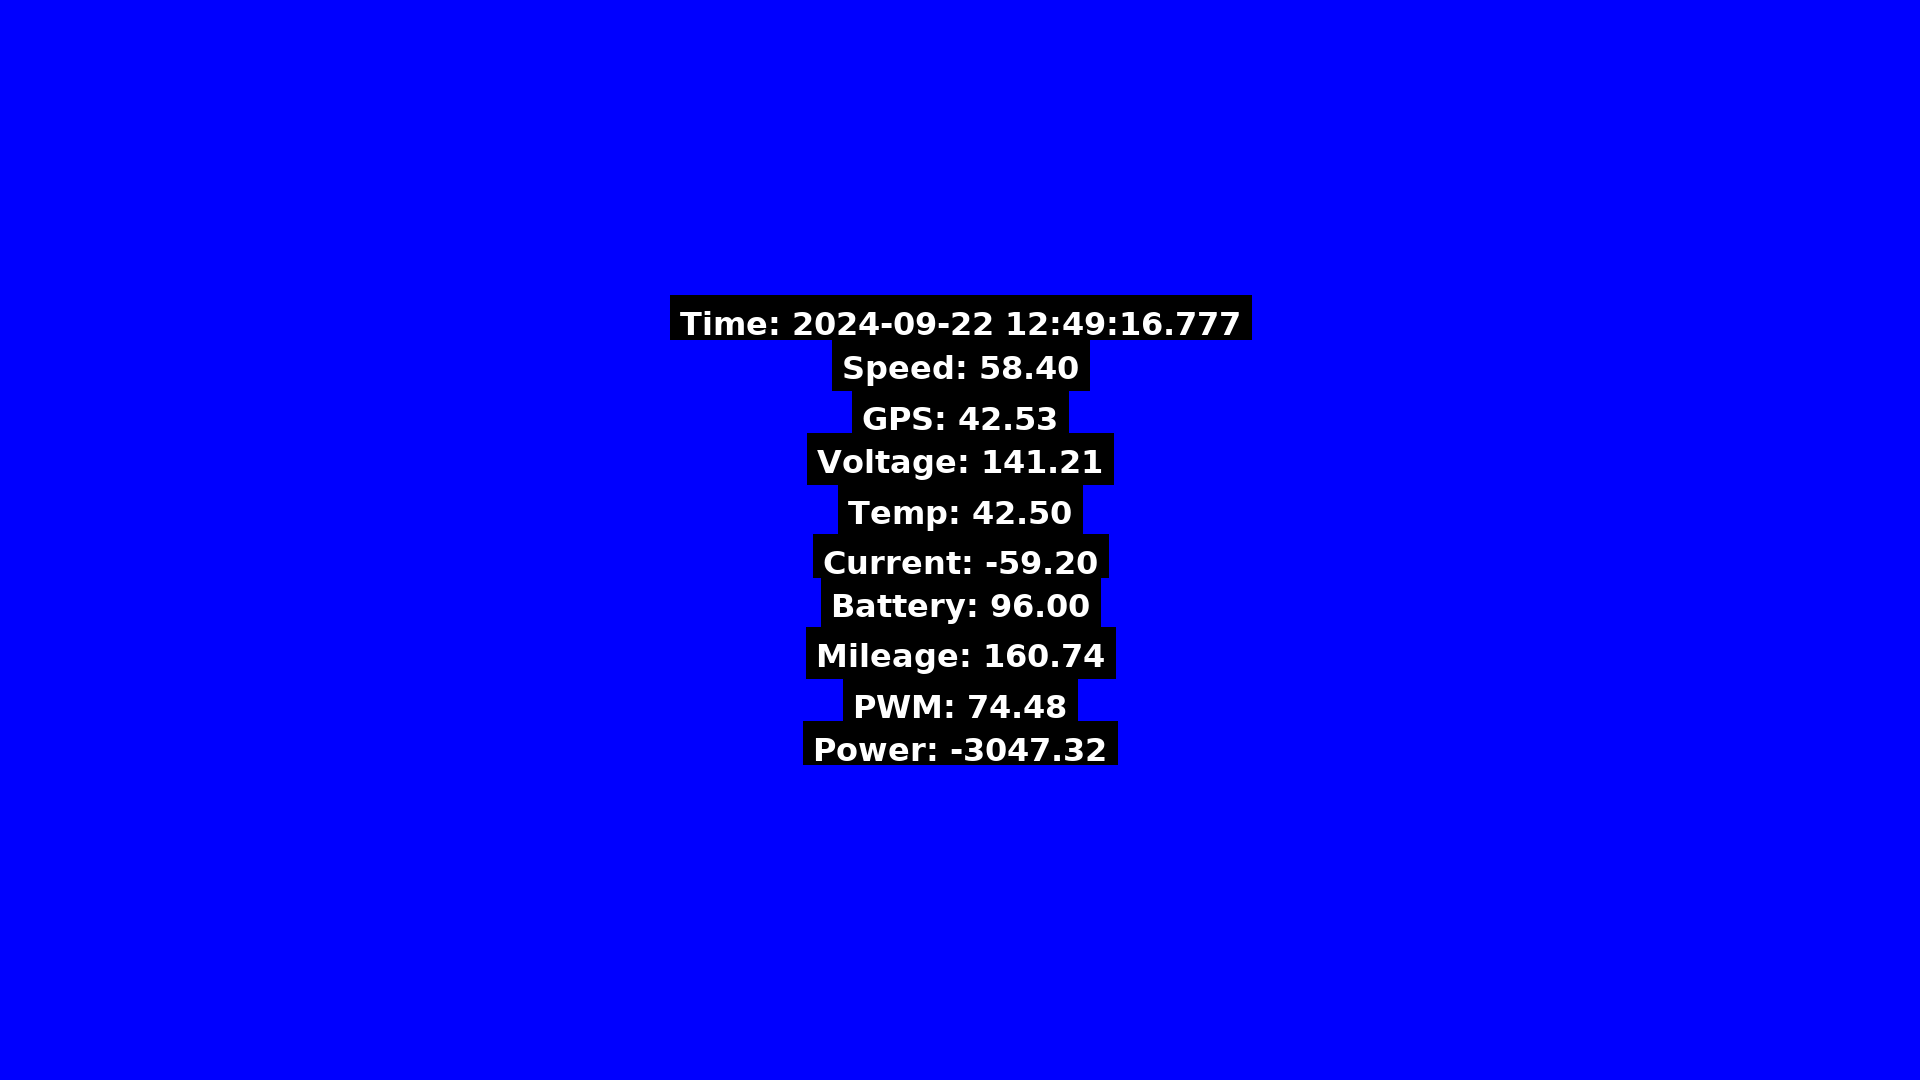 Time: 2024-09-22 12:49:16.777
Speed: 58.40
GPS: 42.53
Voltage: 141.21
Temp: 42.50
Current: -59.20
Battery: 96.00
Mileage: 160.74
PWM: 74.48
Power: -3047.32